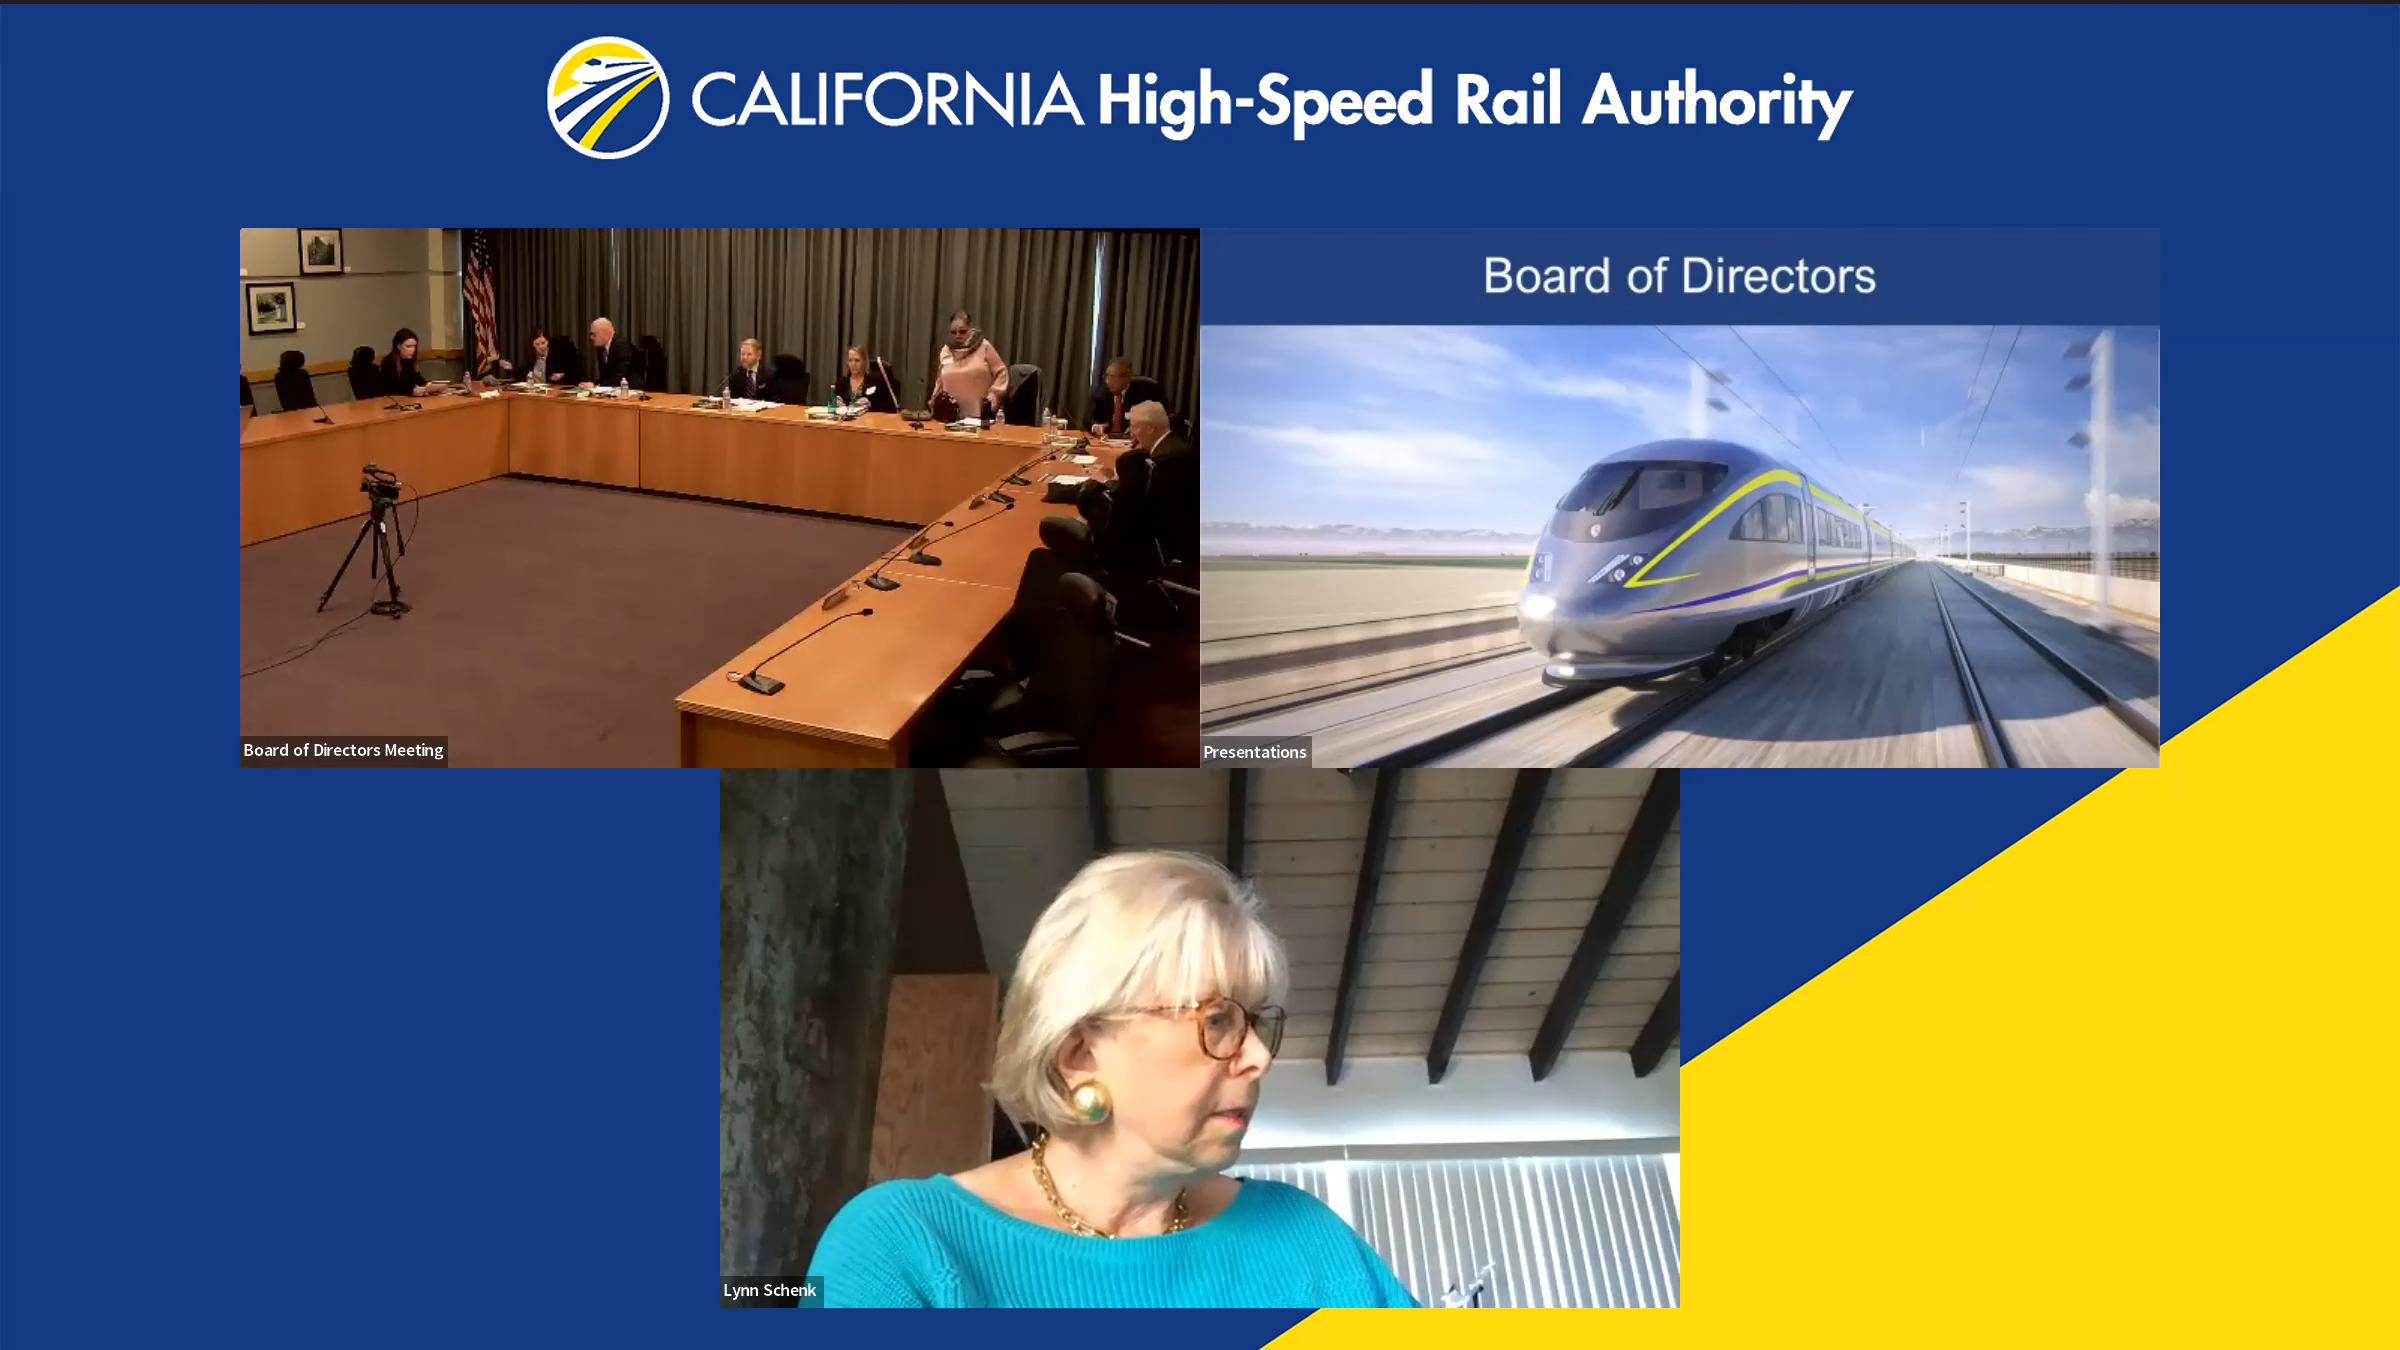 CALIFORNIA High-Speed Rail Authority
Board of Directors
Board of Directors Meeting
Presentations
Lynn Schenk